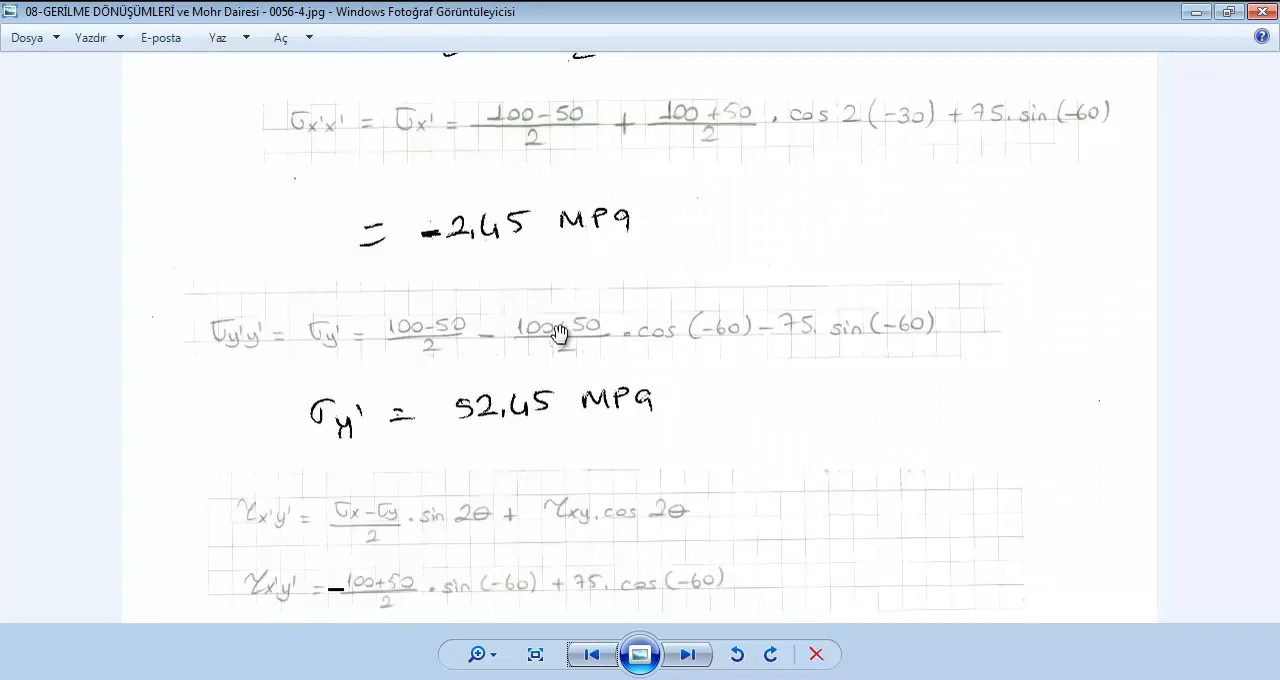 08-GERİLME DÖNÜŞÜMLERİ ve Mohr Dairesi - 0056-4.jpg - Windows Fotoğraf Görüntüleyicisi
Dosya Yazdır E-posta Yaz Aç
σx'x' = σx' = (100-50)/2 + (100+50)/2 . cos 2(-30) + 75. sin(-60)
= -2,45 MPa
σy'y' = σy' = (100-50)/2 - (100+50)/2 . cos (-60) - 75. sin(-60)
σy' = 52,45 MPa
τx'y' = (σx-σy)/2 . sin 2θ + τxy. cos 2θ
τx'y' = -(100+50)/2 . sin(-60) + 75. cos(-60)